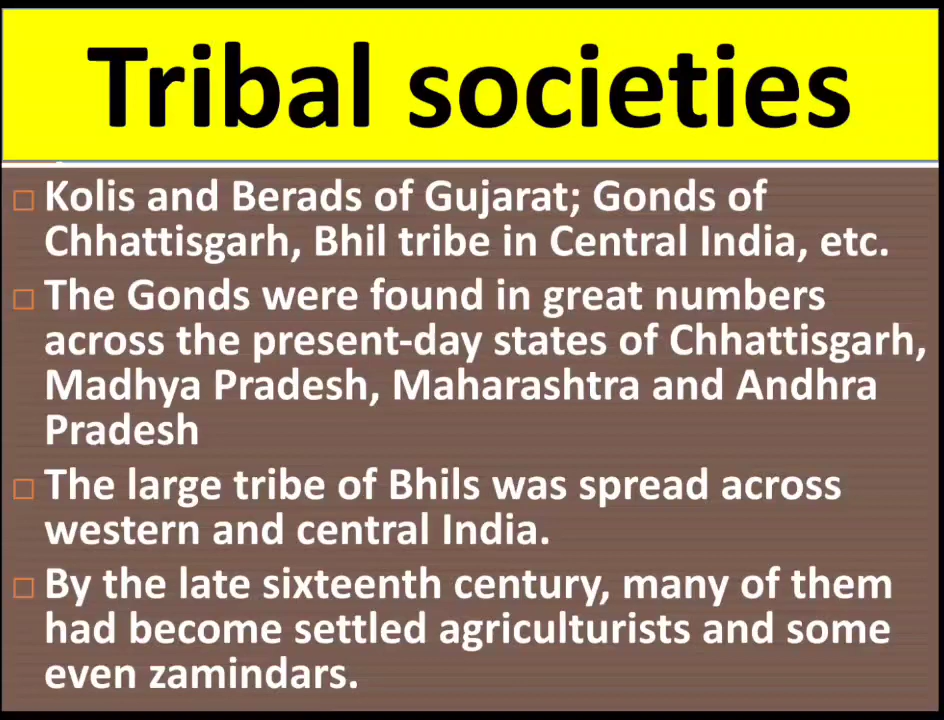 Tribal societies
Kolis and Berads of Gujarat; Gonds of
Chhattisgarh, Bhil tribe in Central India, etc.
The Gonds were found in great numbers
across the present-day states of Chhattisgarh,
Madhya Pradesh, Maharashtra and Andhra
Pradesh
The large tribe of Bhils was spread across
western and central India.
By the late sixteenth century, many of them
had become settled agriculturists and some
even zamindars.